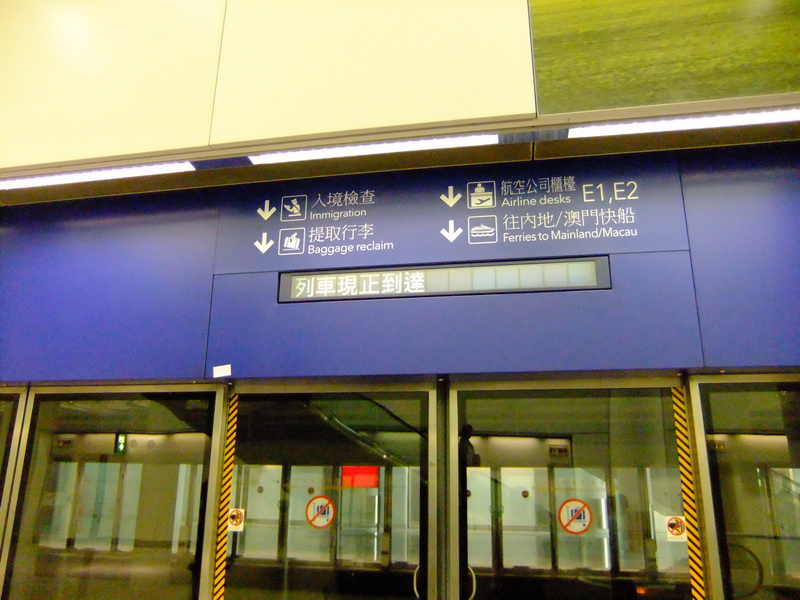 入境檢查
Immigration
提取行李
Baggage reclaim
航空公司櫃檯 E1,E2
Airline desks
往內地/澳門快船
Ferries to Mainland/Macau
列車現正到達